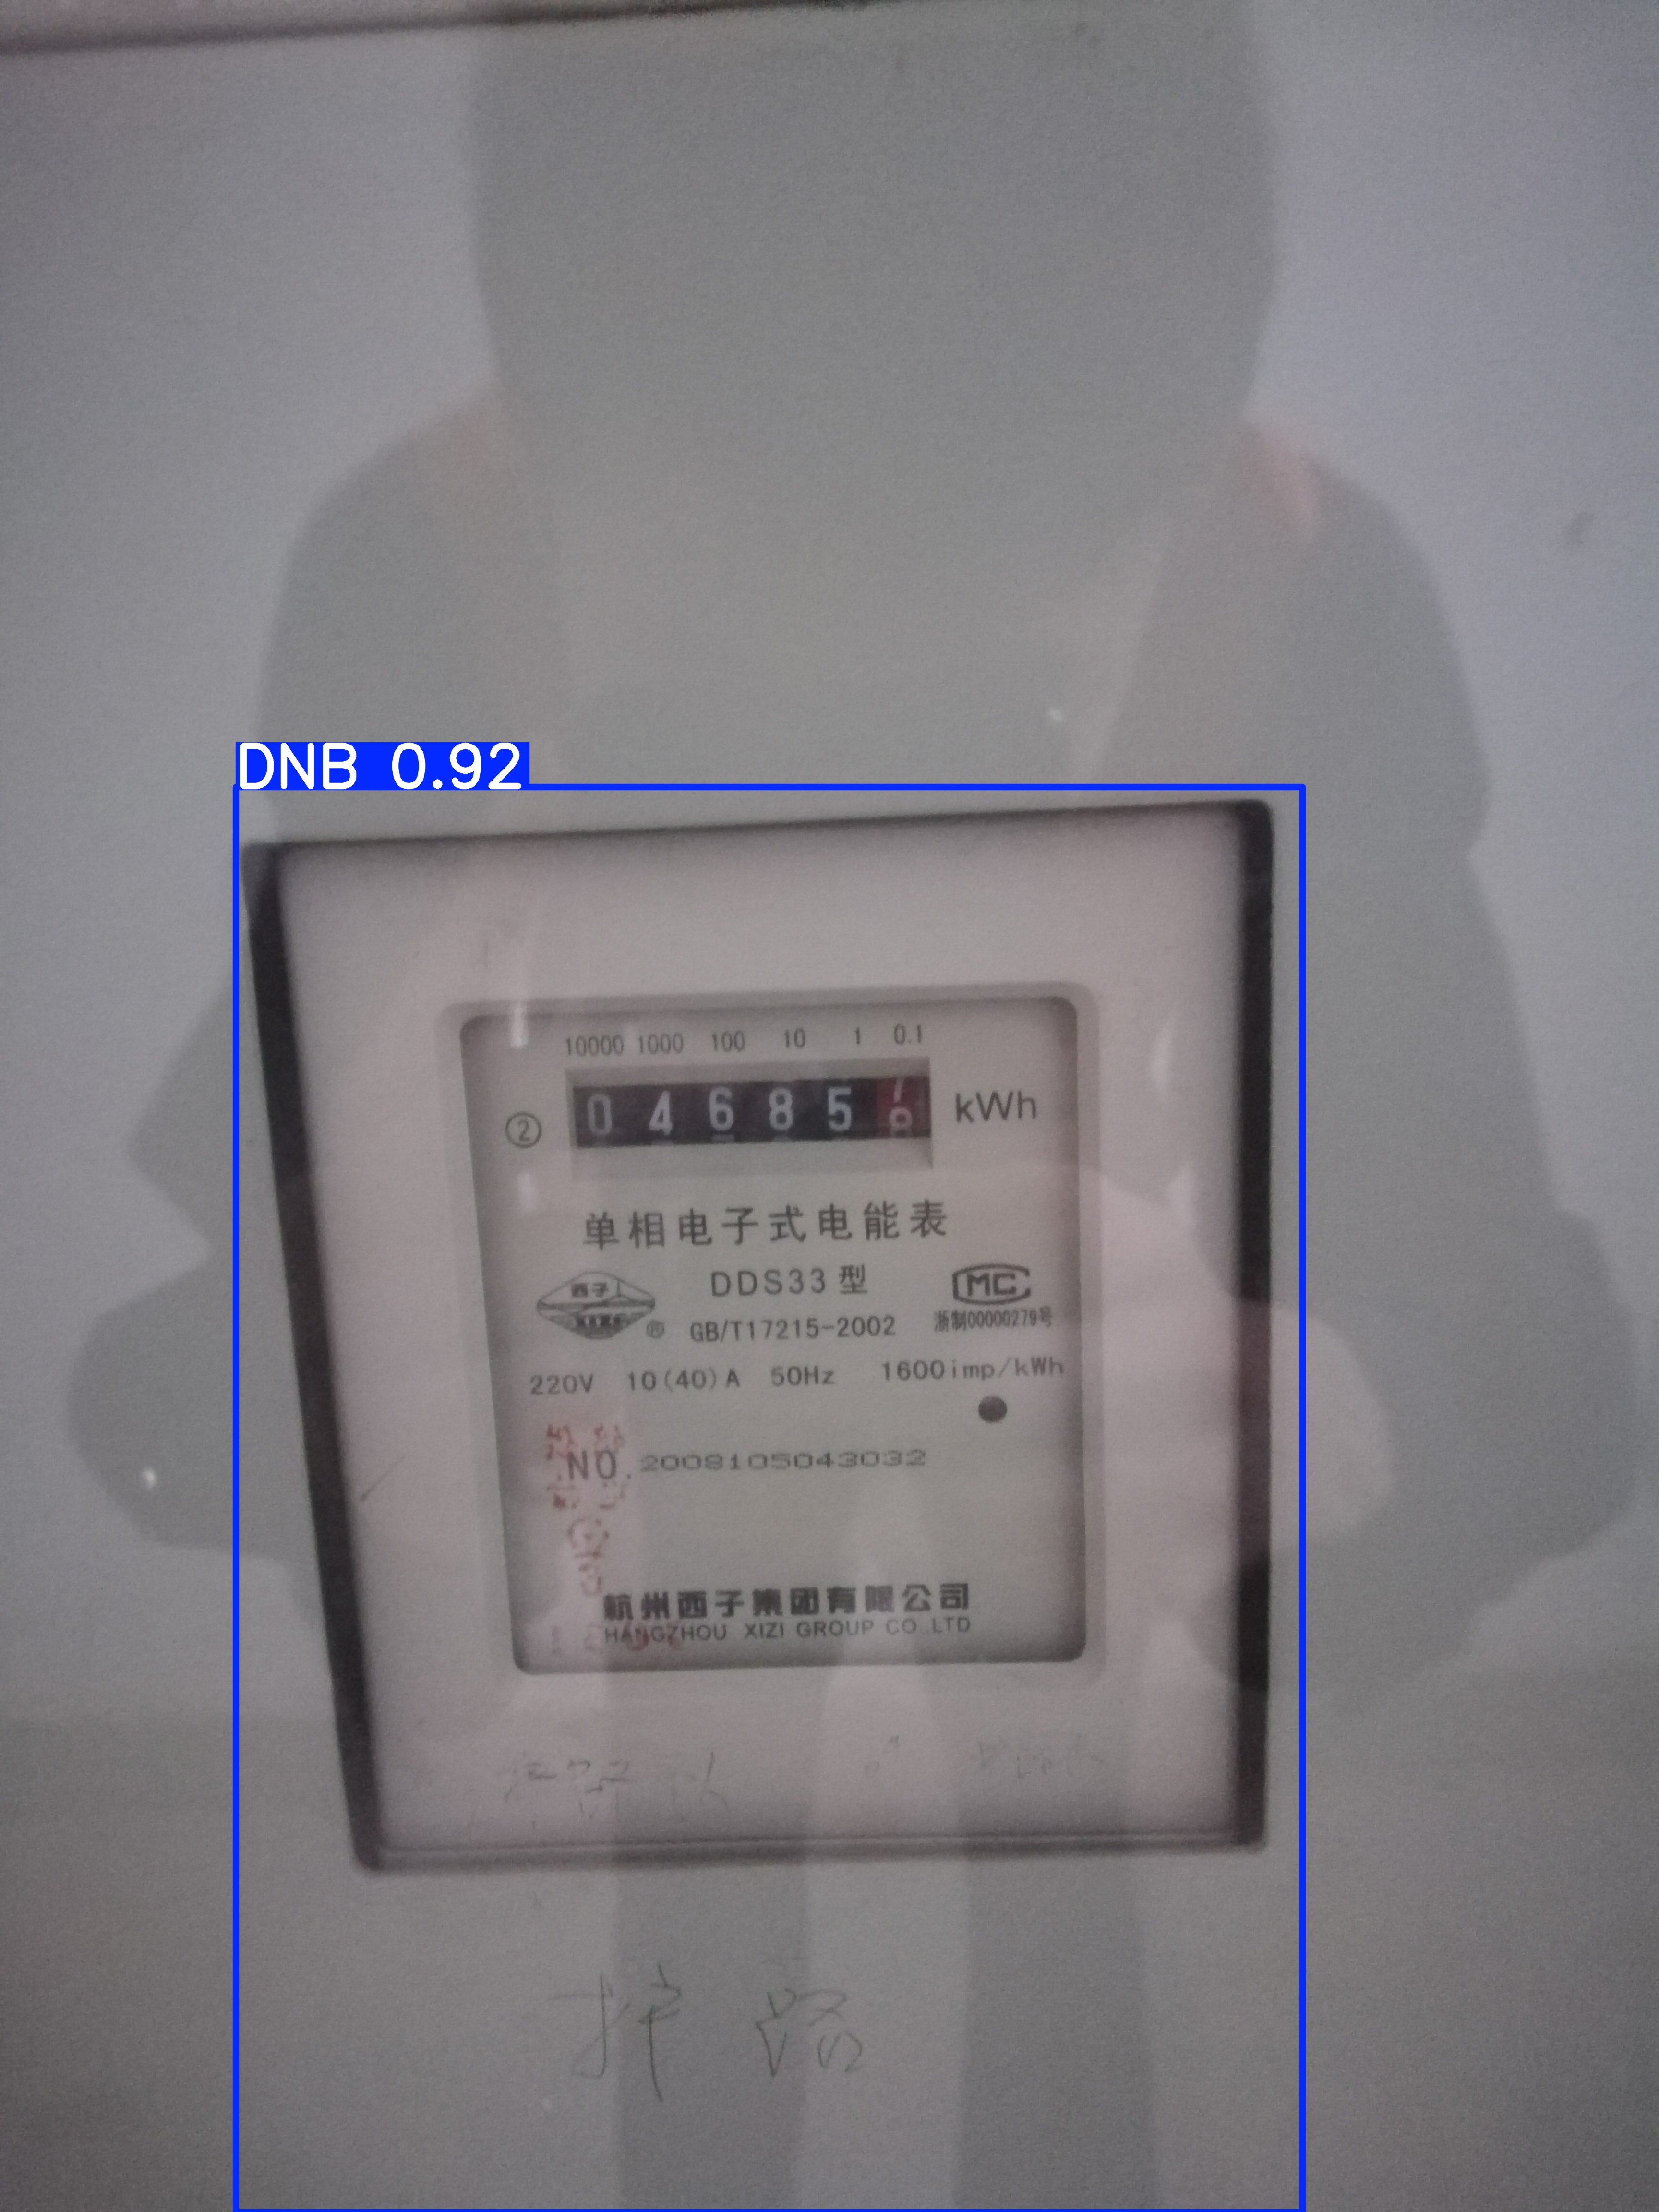 DNB 0.92
10000 1000 100 10 1 0.1
② 0 4 6 8 5 kWh
单相电子式电能表
西子 DDS33型 MC
XIZI ® GB/T17215-2002 浙制00000279号
220V 10(40)A 50Hz 1600imp/kWh
NO. 2008105043032
杭州西子集团有限公司
HANGZHOU XIZI GROUP CO.LTD
路